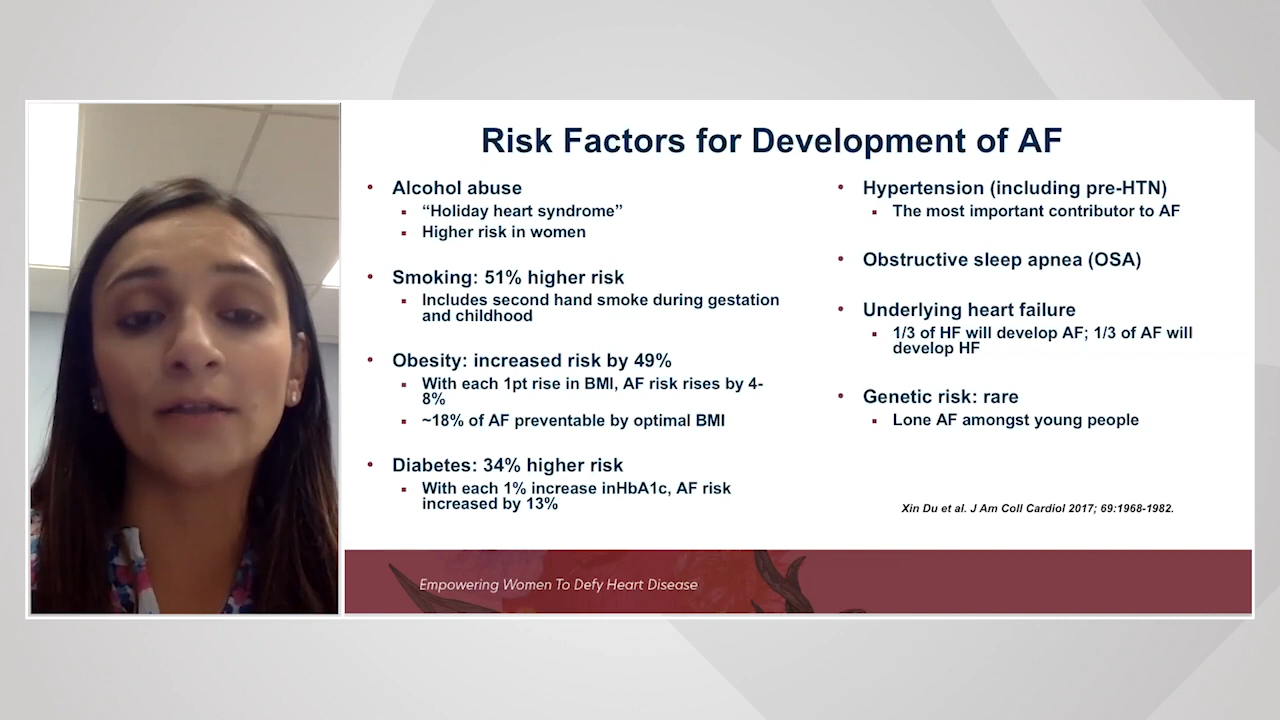 Risk Factors for Development of AF
• Alcohol abuse
▪ “Holiday heart syndrome”
▪ Higher risk in women
• Smoking: 51% higher risk
▪ Includes second hand smoke during gestation
and childhood
• Obesity: increased risk by 49%
▪ With each 1pt rise in BMI, AF risk rises by 4-
8%
▪ ~18% of AF preventable by optimal BMI
• Diabetes: 34% higher risk
▪ With each 1% increase inHbA1c, AF risk
increased by 13%
• Hypertension (including pre-HTN)
▪ The most important contributor to AF
• Obstructive sleep apnea (OSA)
• Underlying heart failure
▪ 1/3 of HF will develop AF; 1/3 of AF will
develop HF
• Genetic risk: rare
▪ Lone AF amongst young people
Xin Du et al. J Am Coll Cardiol 2017; 69:1968-1982.
Empowering Women To Defy Heart Disease